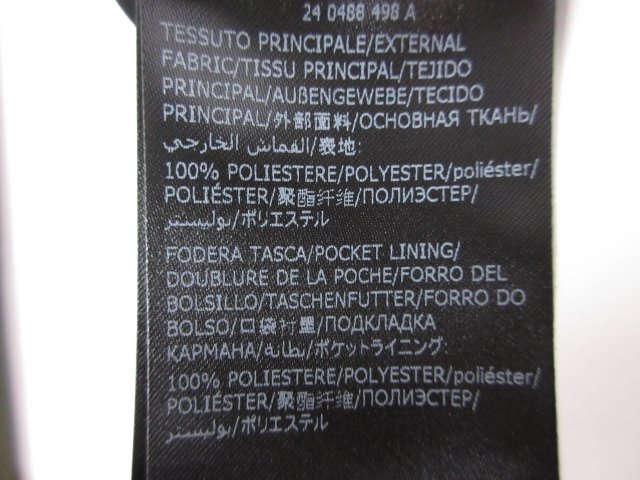 24 0488 498 A
TESSUTO PRINCIPALE/EXTERNAL
FABRIC/TISSU PRINCIPAL/TEJIDO
PRINCIPAL/AUßENGEWEBE/TECIDO
PRINCIPAL/外部面料/ОСНОВНАЯ ТКАНЬ/
القماش الخارجي/表地:
100% POLIESTERE/POLYESTER/poliéster/
POLIÉSTER/聚酯纤维/ПОЛИЭСТЕР/
بوليستر/ポリエステル
FODERA TASCA/POCKET LINING/
DOUBLURE DE LA POCHE/FORRO DEL
BOLSILLO/TASCHENFUTTER/FORRO DO
BOLSO/口袋衬里/ПОДКЛАДКА
КАРМАНА/بطانة/ポケットライニング:
100% POLIESTERE/POLYESTER/poliéster/
POLIÉSTER/聚酯纤维/ПОЛИЭСТЕР/
بوليستر/ポリエステル